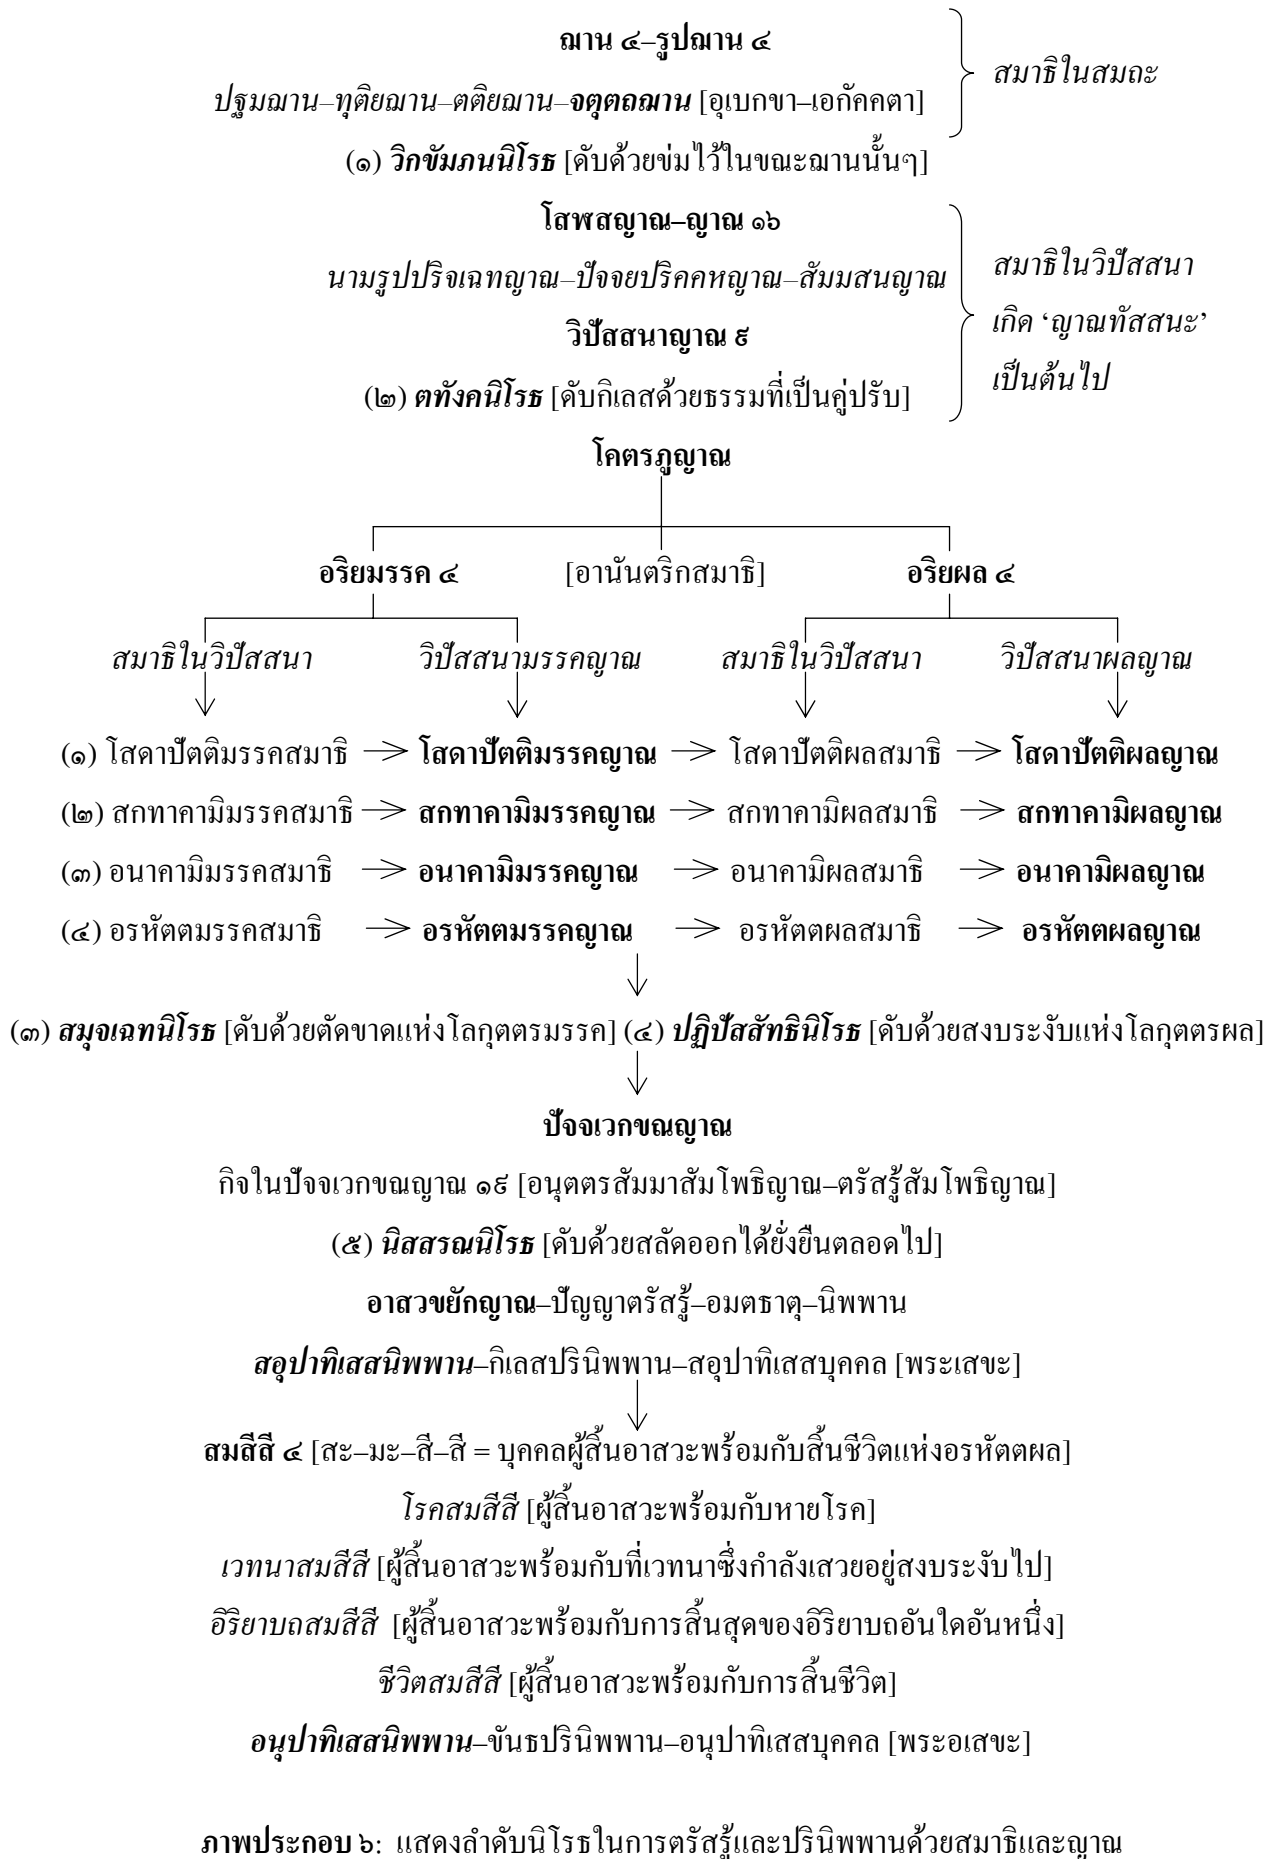 ฌาน ๔–รูปฌาน ๔
สมาธิในสมถะ
ปฐมฌาน–ทุติยฌาน–ตติยฌาน–จตุตถฌาน [อุเบกขา–เอกัคคตา]
(๑) วิกขัมภนนิโรธ [ดับด้วยข่มไว้ในขณะฌานนั้นๆ]
โสฬสญาณ–ญาณ ๑๖
สมาธิในวิปัสสนา
นามรูปปริจเฉทญาณ–ปัจจยปริคคหญาณ–สัมมสนญาณ
เกิด ‘ญาณทัสสนะ’
วิปัสสนาญาณ ๙
เป็นต้นไป
(๒) ตทังคนิโรธ [ดับกิเลสด้วยธรรมที่เป็นคู่ปรับ]
โคตรภูญาณ
อริยมรรค ๔ [อานันตริกสมาธิ] อริยผล ๔
สมาธิในวิปัสสนา วิปัสสนามรรคญาณ สมาธิในวิปัสสนา วิปัสสนาผลญาณ
(๑) โสดาปัตติมรรคสมาธิ → โสดาปัตติมรรคญาณ → โสดาปัตติผลสมาธิ → โสดาปัตติผลญาณ
(๒) สกทาคามิมรรคสมาธิ → สกทาคามิมรรคญาณ → สกทาคามิผลสมาธิ → สกทาคามิผลญาณ
(๓) อนาคามิมรรคสมาธิ → อนาคามิมรรคญาณ → อนาคามิผลสมาธิ → อนาคามิผลญาณ
(๔) อรหัตตมรรคสมาธิ → อรหัตตมรรคญาณ → อรหัตตผลสมาธิ → อรหัตตผลญาณ
(๓) สมุจเฉทนิโรธ [ดับด้วยตัดขาดแห่งโลกุตตรมรรค] (๔) ปฏิปัสสัทธินิโรธ [ดับด้วยสงบระงับแห่งโลกุตตรผล]
ปัจจเวกขณญาณ
กิจในปัจจเวกขณญาณ ๑๙ [อนุตตรสัมมาสัมโพธิญาณ–ตรัสรู้สัมโพธิญาณ]
(๕) นิสสรณนิโรธ [ดับด้วยสลัดออกได้ยั่งยืนตลอดไป]
อาสวขยักญาณ–ปัญญาตรัสรู้–อมตธาตุ–นิพพาน
สอุปาทิเสสนิพพาน–กิเลสปรินิพพาน–สอุปาทิเสสบุคคล [พระเสขะ]
สมสีสี ๔ [สะ–มะ–สี–สี = บุคคลผู้สิ้นอาสวะพร้อมกับสิ้นชีวิตแห่งอรหัตตผล]
โรคสมสีสี [ผู้สิ้นอาสวะพร้อมกับหายโรค]
เวทนาสมสีสี [ผู้สิ้นอาสวะพร้อมกับที่เวทนาซึ่งกำลังเสวยอยู่สงบระงับไป]
อิริยาบถสมสีสี [ผู้สิ้นอาสวะพร้อมกับการสิ้นสุดของอิริยาบถอันใดอันหนึ่ง]
ชีวิตสมสีสี [ผู้สิ้นอาสวะพร้อมกับการสิ้นชีวิต]
อนุปาทิเสสนิพพาน–ขันธปรินิพพาน–อนุปาทิเสสบุคคล [พระอเสขะ]
ภาพประกอบ ๖: แสดงลำดับนิโรธในการตรัสรู้และปรินิพพานด้วยสมาธิและญาณ